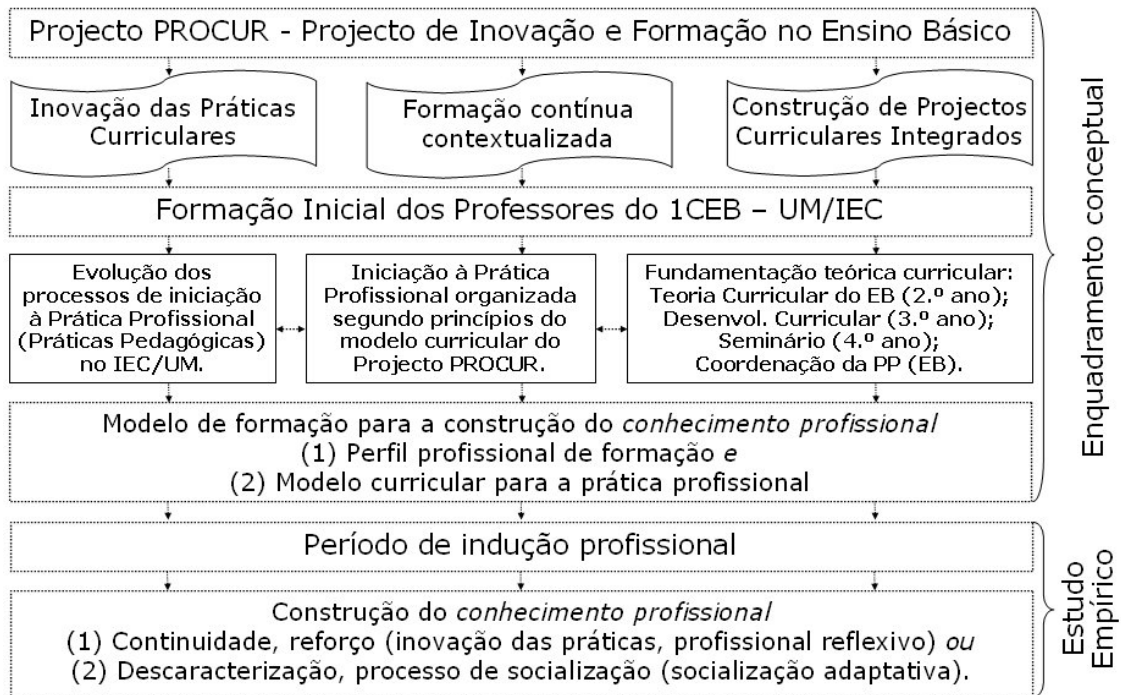 Projecto PROCUR - Projecto de Inovação e Formação no Ensino Básico
Inovação das Práticas
Curriculares
Formação contínua
contextualizada
Construção de Projectos
Curriculares Integrados
Formação Inicial dos Professores do 1CEB – UM/IEC
Evolução dos
processos de iniciação
à Prática Profissional
(Práticas Pedagógicas)
no IEC/UM.
Iniciação à Prática
Profissional organizada
segundo princípios do
modelo curricular do
Projecto PROCUR.
Fundamentação teórica curricular:
Teoria Curricular do EB (2.º ano);
Desenvol. Curricular (3.º ano);
Seminário (4.º ano);
Coordenação da PP (EB).
Modelo de formação para a construção do conhecimento profissional
(1) Perfil profissional de formação e
(2) Modelo curricular para a prática profissional
Enquadramento conceptual
Período de indução profissional
Construção do conhecimento profissional
(1) Continuidade, reforço (inovação das práticas, profissional reflexivo) ou
(2) Descaracterização, processo de socialização (socialização adaptativa).
Estudo
Empírico